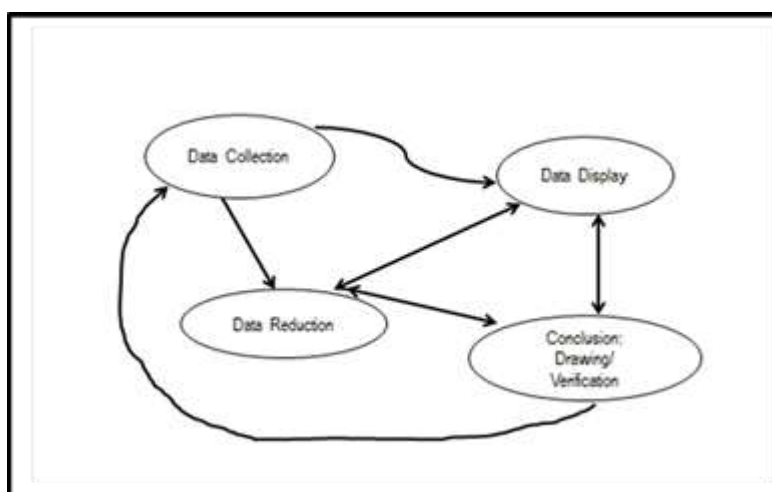 Data Collection
Data Display
Data Reduction
Conclusion:
Drawing/
Verification